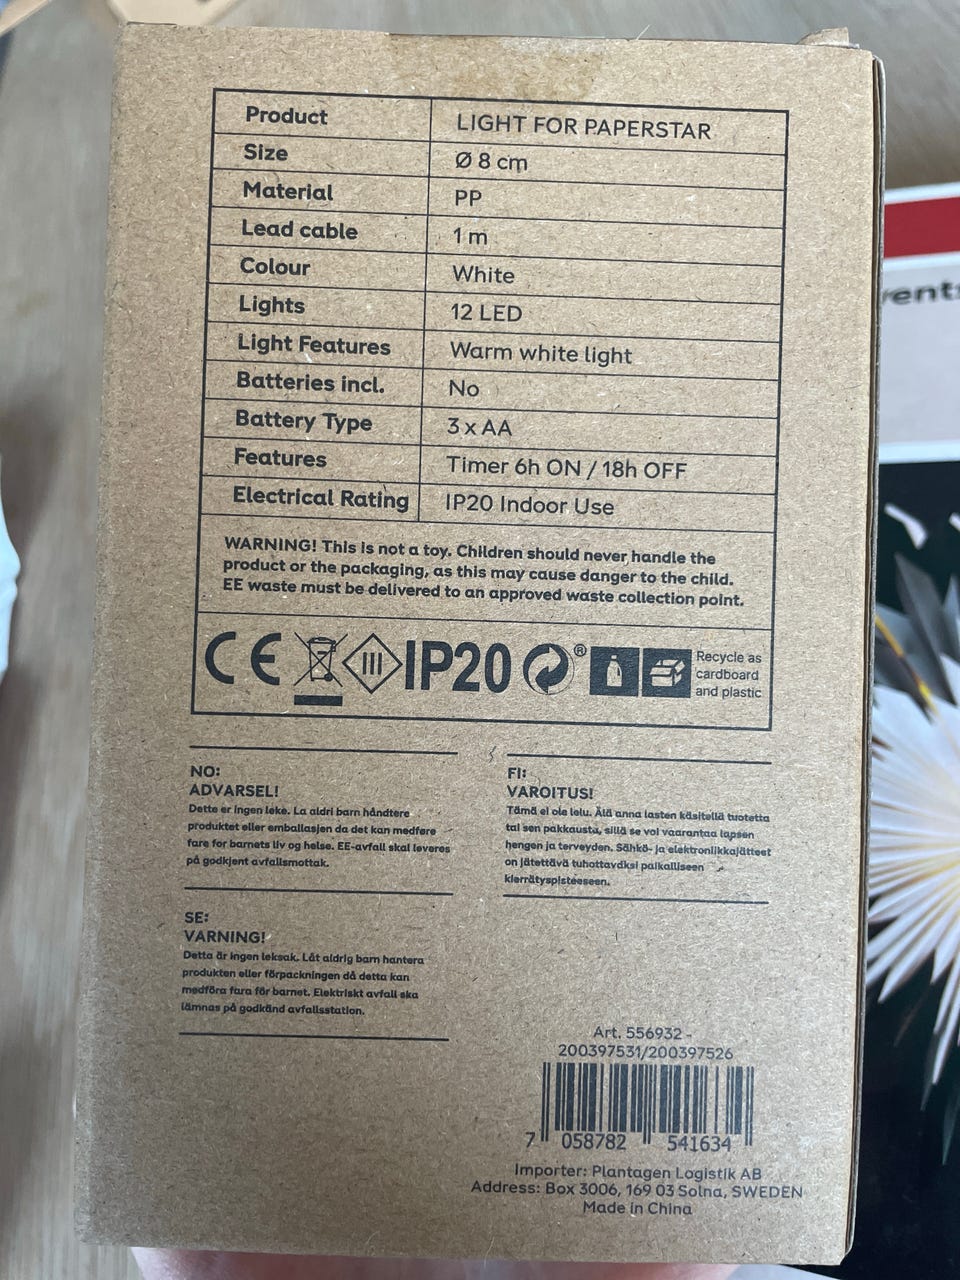 Product LIGHT FOR PAPERSTAR
Size Ø 8 cm
Material PP
Lead cable 1 m
Colour White
Lights 12 LED
Light Features Warm white light
Batteries incl. No
Battery Type 3 x AA
Features Timer 6h ON / 18h OFF
Electrical Rating IP20 Indoor Use
WARNING! This is not a toy. Children should never handle the
product or the packaging, as this may cause danger to the child.
EE waste must be delivered to an approved waste collection point.
CE III IP20 ® Recycle as
cardboard
and plastic
NO:
ADVARSEL!
Dette er ingen leke. La aldri barn håndtere
produktet eller emballasjen da det kan medføre
fare for barnets liv og helse. EE-avfall skal leveres
på godkjent avfallsmottak.
FI:
VAROITUS!
Tämä ei ole lelu. Älä anna lasten käsitellä tuotetta
tai sen pakkausta, sillä se voi vaarantaa lapsen
hengen ja terveyden. Sähkö- ja elektroniikkajätteet
on jätettävä tuhottavaksi paikalliseen
kierrätyspisteeseen.
SE:
VARNING!
Detta är ingen leksak. Låt aldrig barn hantera
produkten eller förpackningen då detta kan
medföra fara för barnet. Elektriskt avfall ska
lämnas på godkänd avfallsstation.
Art. 556932 -
200397531/200397526
7 058782 541634
Importer: Plantagen Logistik AB
Address: Box 3006, 169 03 Solna, SWEDEN
Made in China